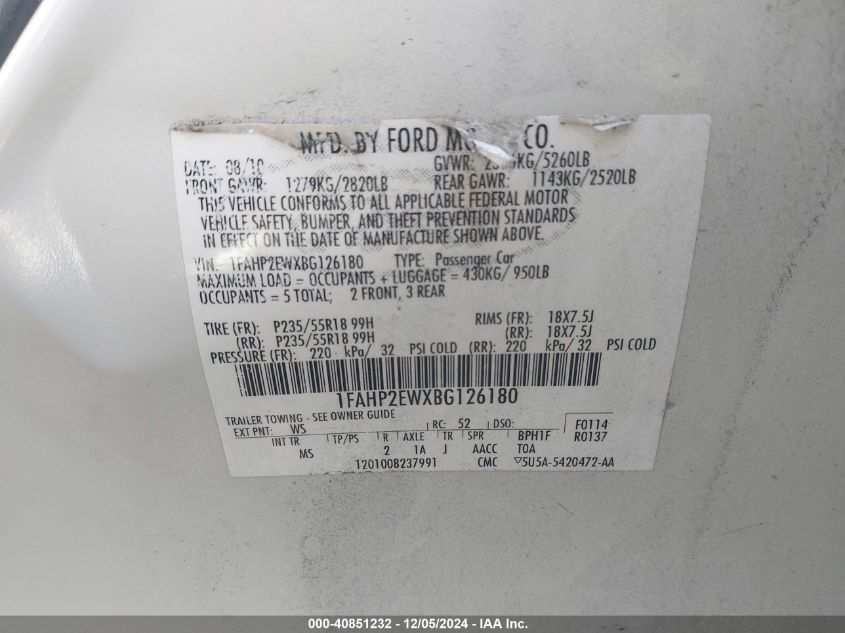 MFD. BY FORD CO.
DATE: 08/10 GVWR: KG/5260LB
FRONT GAWR: 1279KG/2820LB REAR GAWR: 1143KG/2520LB
THIS VEHICLE CONFORMS TO ALL APPLICABLE FEDERAL MOTOR
VEHICLE SAFETY, BUMPER, AND THEFT PREVENTION STANDARDS
IN EFFECT ON THE DATE OF MANUFACTURE SHOWN ABOVE.
VIN: 1FAHP2EWXBG126180 TYPE: Passenger Car
MAXIMUM LOAD = OCCUPANTS + LUGGAGE = 430KG/ 950LB
OCCUPANTS = 5 TOTAL; 2 FRONT, 3 REAR
TIRE (FR): P235/55R18 99H RIMS (FR): 18X7.5J
(RR): P235/55R18 99H (RR): 18X7.5J
PRESSURE (FR): 220 kPa/ 32 PSI COLD (RR): 220 kPa/ 32 PSI COLD
1FAHP2EWXBG126180
TRAILER TOWING - SEE OWNER GUIDE
EXT PNT: WS RC: 52 DSO: F0114
INT TR TP/PS R AXLE TR SPR BPH1F R0137
MS 2 1A J AACC TOA
1201008237991 CMC 5U5A-5420472-AA
000-40851232 - 12/05/2024 - IAA Inc.